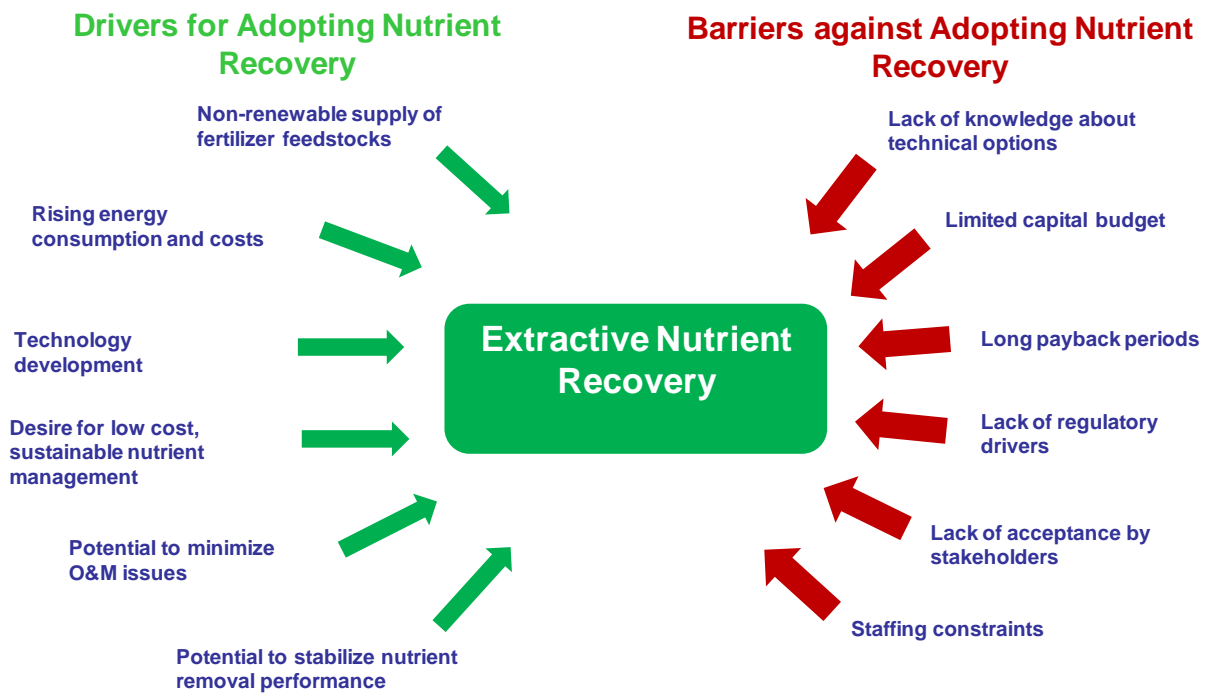 Drivers for Adopting Nutrient
Recovery
Non-renewable supply of
fertilizer feedstocks
Rising energy
consumption and costs
Technology
development
Desire for low cost,
sustainable nutrient
management
Potential to minimize
O&M issues
Potential to stabilize nutrient
removal performance
Extractive Nutrient
Recovery
Barriers against Adopting Nutrient
Recovery
Lack of knowledge about
technical options
Limited capital budget
Long payback periods
Lack of regulatory
drivers
Lack of acceptance by
stakeholders
Staffing constraints